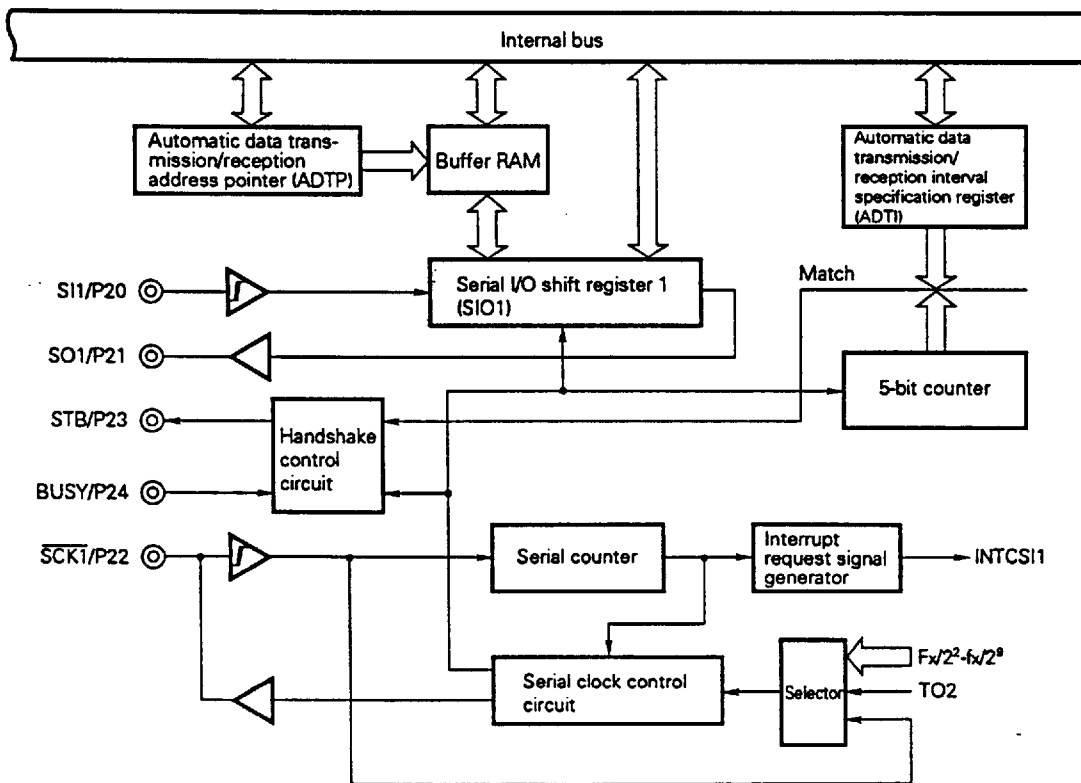 Internal bus
Automatic data trans-
mission/reception
address pointer (ADTP)
Buffer RAM
Automatic data
transmission/
reception interval
specification register
(ADTI)
SI1/P20
Serial I/O shift register 1
(SIO1)
Match
SO1/P21
5-bit counter
STB/P23
Handshake
control
circuit
BUSY/P24
SCK1/P22
Serial counter
Interrupt
request signal
generator
INTCSI1
Serial clock control
circuit
Selector
Fx/2²-fx/2⁹
TO2